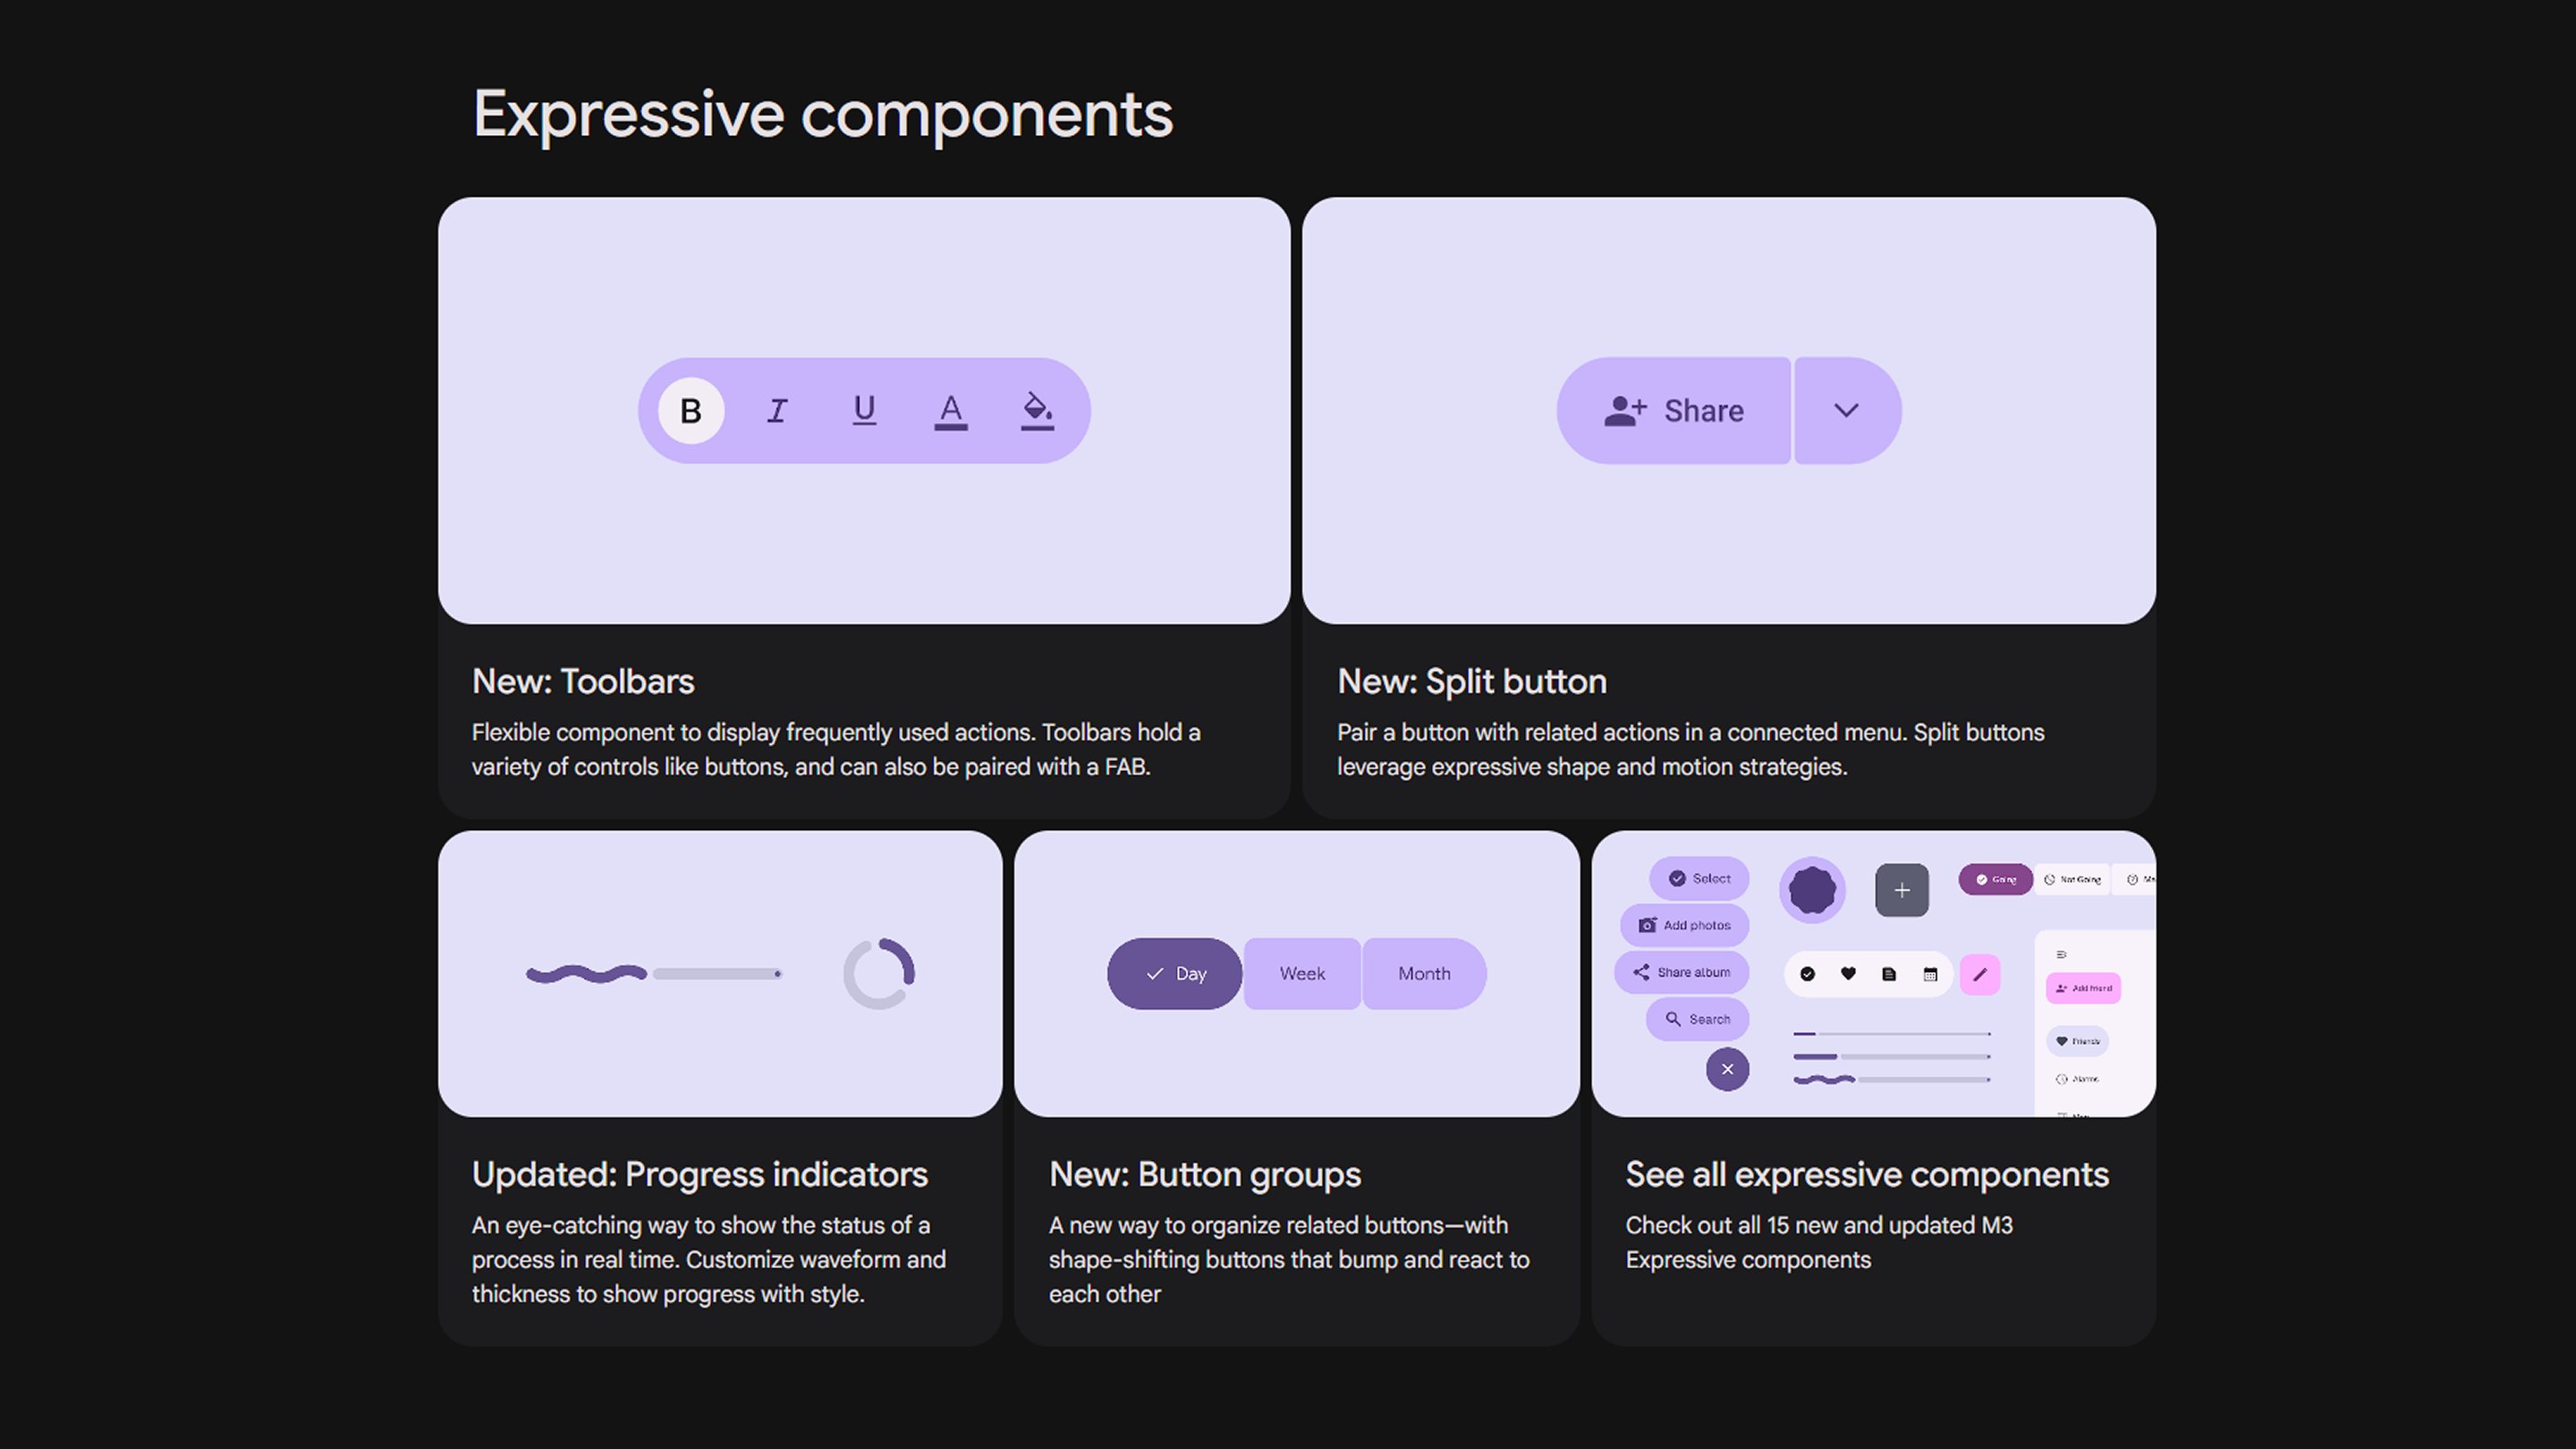 Expressive components
B I U A
Share
New: Toolbars
Flexible component to display frequently used actions. Toolbars hold a
variety of controls like buttons, and can also be paired with a FAB.
New: Split button
Pair a button with related actions in a connected menu. Split buttons
leverage expressive shape and motion strategies.
Day Week Month
Select
Add photos
Share album
Search
Going Not Going
Add friend
Friends
Alarms
Updated: Progress indicators
An eye-catching way to show the status of a
process in real time. Customize waveform and
thickness to show progress with style.
New: Button groups
A new way to organize related buttons—with
shape-shifting buttons that bump and react to
each other
See all expressive components
Check out all 15 new and updated M3
Expressive components